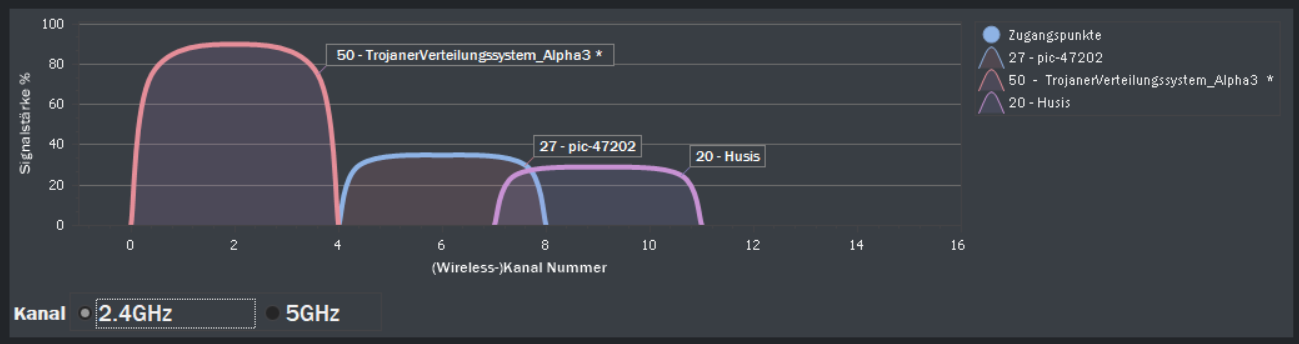 100
80
60
40
20
0
Signalstärke %
50 - TrojanerVerteilungssystem_Alpha3 *
27 - pic-47202
20 - Husis
0 2 4 6 8 10 12 14 16
(Wireless-)Kanal Nummer
Zugangspunkte
27 - pic-47202
50 - TrojanerVerteilungssystem_Alpha3 *
20 - Husis
Kanal 2.4GHz 5GHz